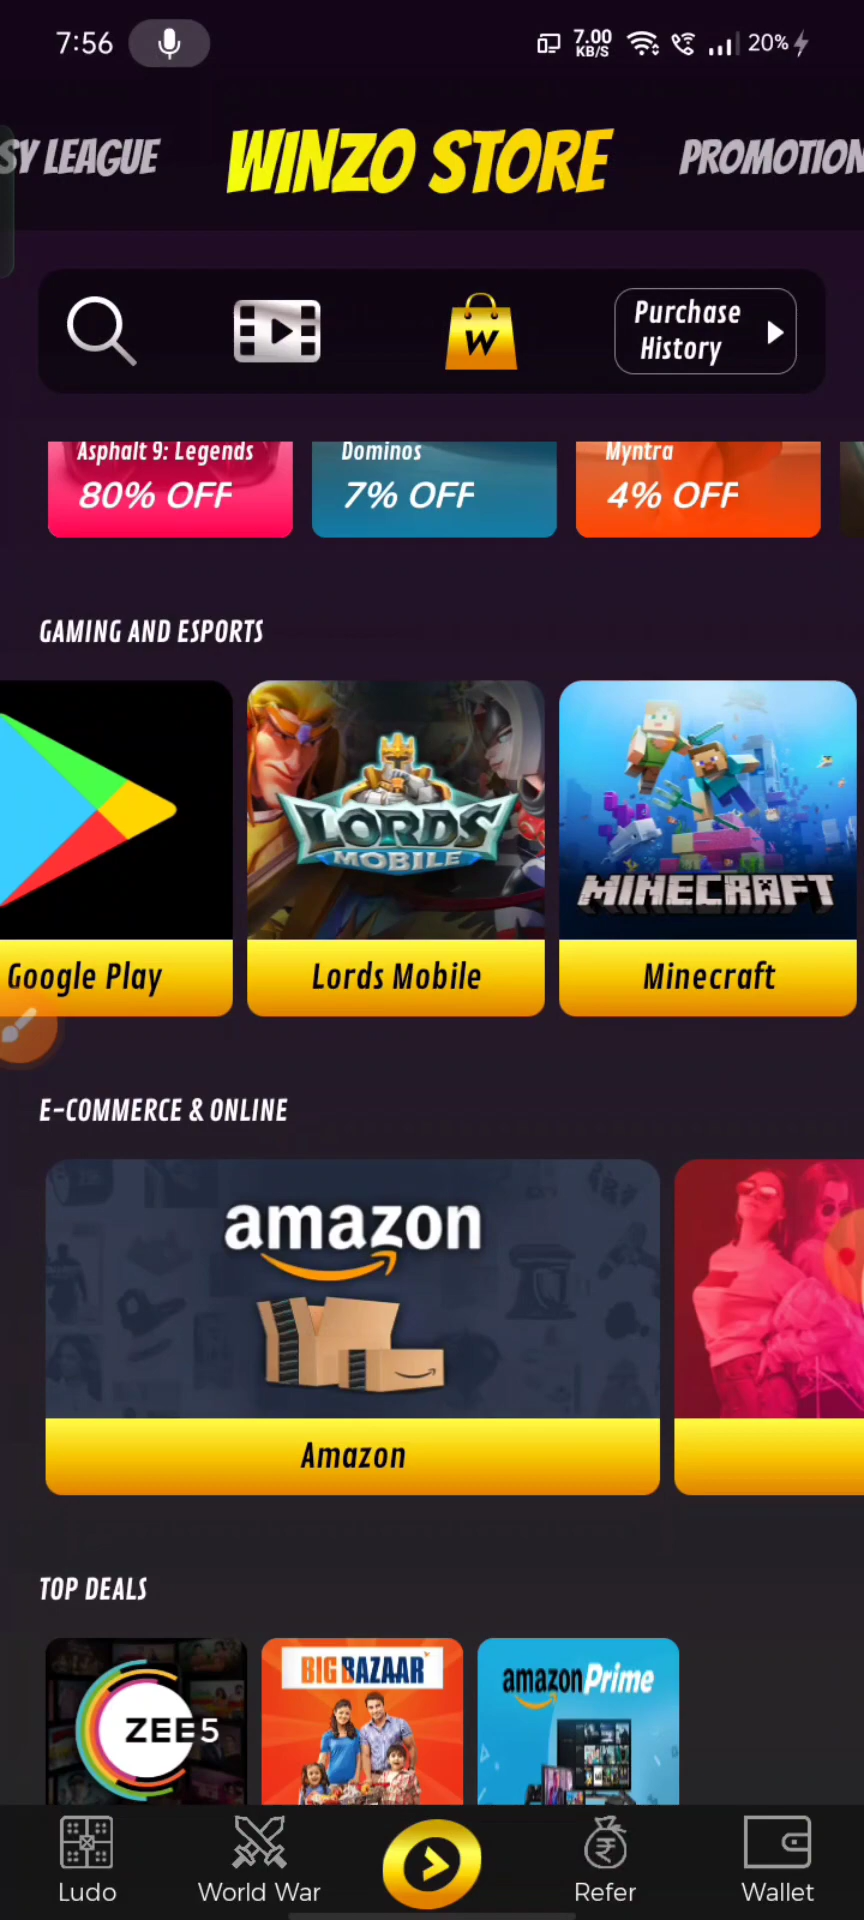 7:56
7.00
KB/S
20%
SY LEAGUE
WINZO STORE
PROMOTION
W
Purchase
History
Asphalt 9: Legends
80% OFF
Dominos
7% OFF
Myntra
4% OFF
GAMING AND ESPORTS
LORDS
MOBILE
MINECRAFT
Google Play
Lords Mobile
Minecraft
E-COMMERCE & ONLINE
amazon
Amazon
TOP DEALS
ZEE5
BIG BAZAAR
amazon Prime
Ludo
World War
Refer
Wallet